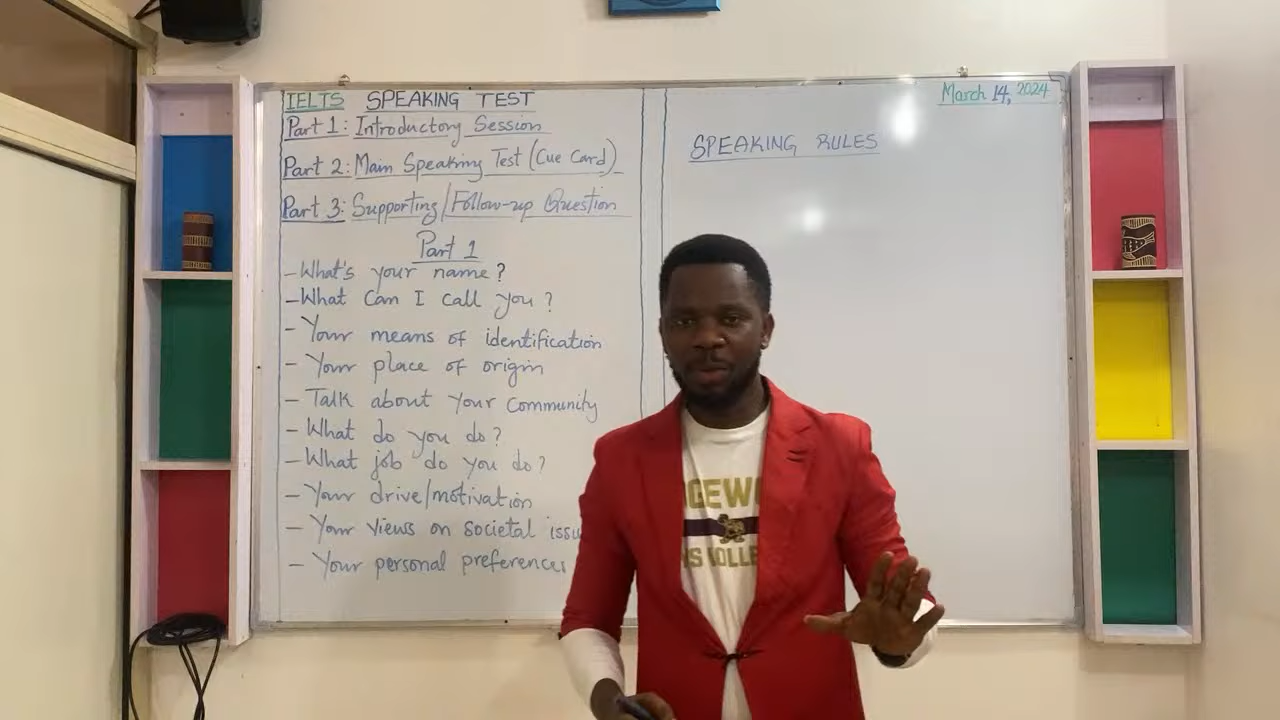 IELTS SPEAKING TEST
Part 1: Introductory Session
Part 2: Main Speaking Test (Cue Card)
Part 3: Supporting/Follow-up Question
Part 1
- What's your name?
- What Can I call you?
- Your means of identification
- Your place of origin
- Talk about your Community
- What do you do?
- What job do you do?
- Your drive/motivation
- Your views on societal
- Your personal preferences
March 14, 2024
SPEAKING RULES